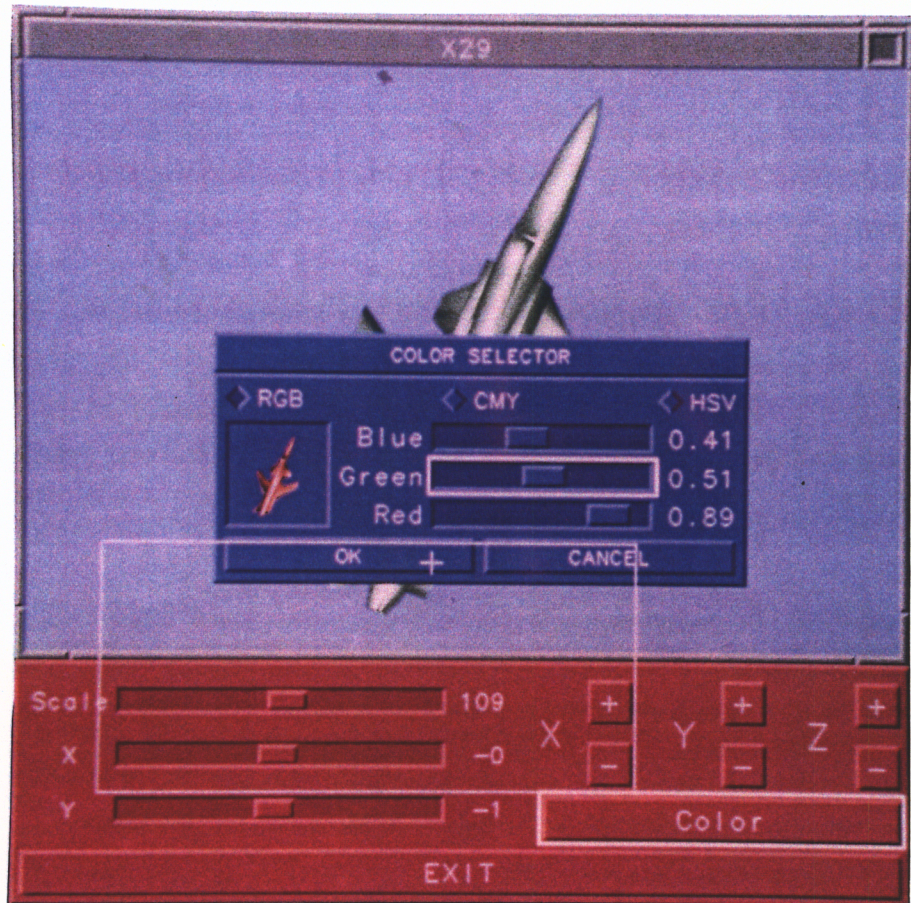 X29
COLOR SELECTOR
RGB CMY HSV
Blue 0.41
Green 0.51
Red 0.89
OK CANCEL
Scale 109
X -0
Y -1
X + -
Y + -
Z + -
Color
EXIT